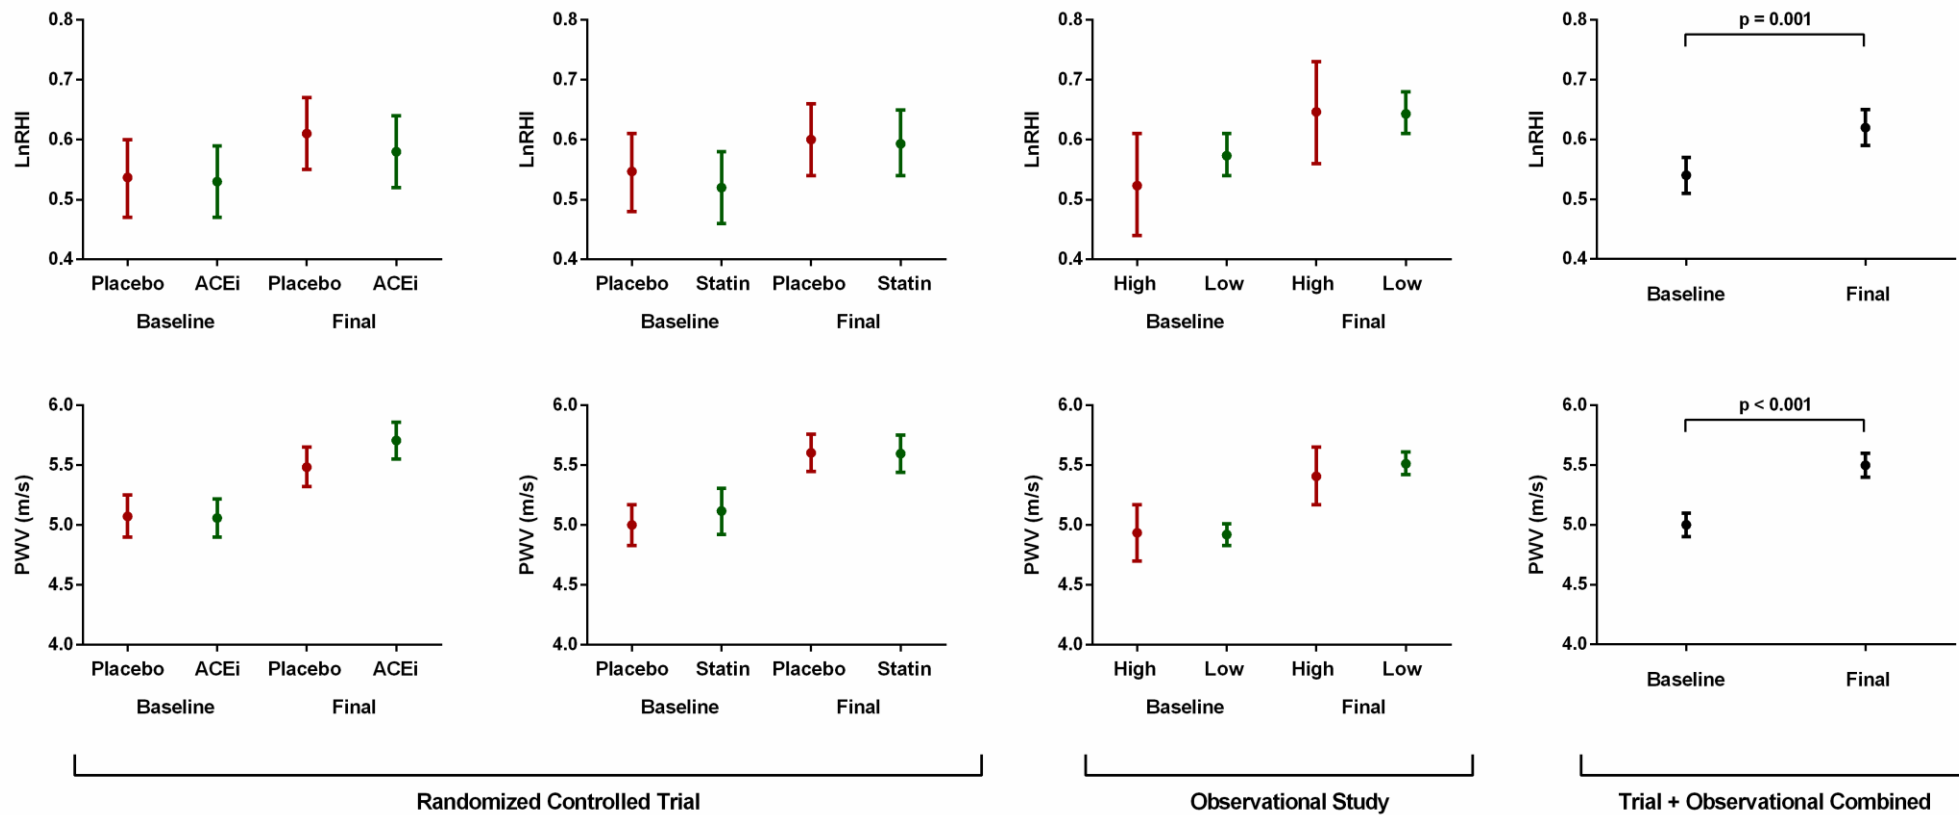 0.8
0.7
0.6
0.5
0.4
LnRHI
Placebo ACEi Placebo ACEi
Baseline Final
0.8
0.7
0.6
0.5
0.4
LnRHI
Placebo Statin Placebo Statin
Baseline Final
0.8
0.7
0.6
0.5
0.4
LnRHI
High Low High Low
Baseline Final
0.8
0.7
0.6
0.5
0.4
LnRHI
p = 0.001
Baseline Final
6.0
5.5
5.0
4.5
4.0
PWV (m/s)
Placebo ACEi Placebo ACEi
Baseline Final
6.0
5.5
5.0
4.5
4.0
PWV (m/s)
Placebo Statin Placebo Statin
Baseline Final
6.0
5.5
5.0
4.5
4.0
PWV (m/s)
High Low High Low
Baseline Final
6.0
5.5
5.0
4.5
4.0
PWV (m/s)
p < 0.001
Baseline Final
Randomized Controlled Trial
Observational Study
Trial + Observational Combined